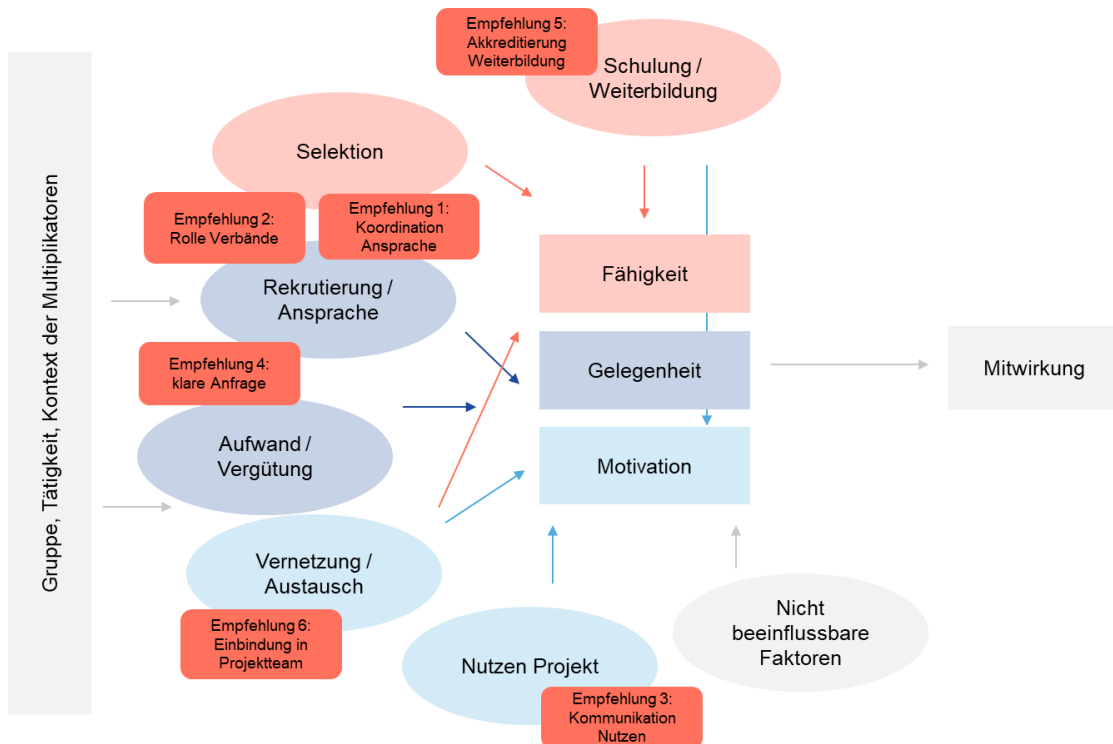 Gruppe, Tätigkeit, Kontext der Multiplikatoren
Empfehlung 5:
Akkreditierung
Weiterbildung
Schulung /
Weiterbildung
Selektion
Empfehlung 2:
Rolle Verbände
Empfehlung 1:
Koordination
Ansprache
Rekrutierung /
Ansprache
Fähigkeit
Empfehlung 4:
klare Anfrage
Gelegenheit
Mitwirkung
Aufwand /
Vergütung
Motivation
Vernetzung /
Austausch
Empfehlung 6:
Einbindung in
Projektteam
Nutzen Projekt
Empfehlung 3:
Kommunikation
Nutzen
Nicht
beeinflussbare
Faktoren